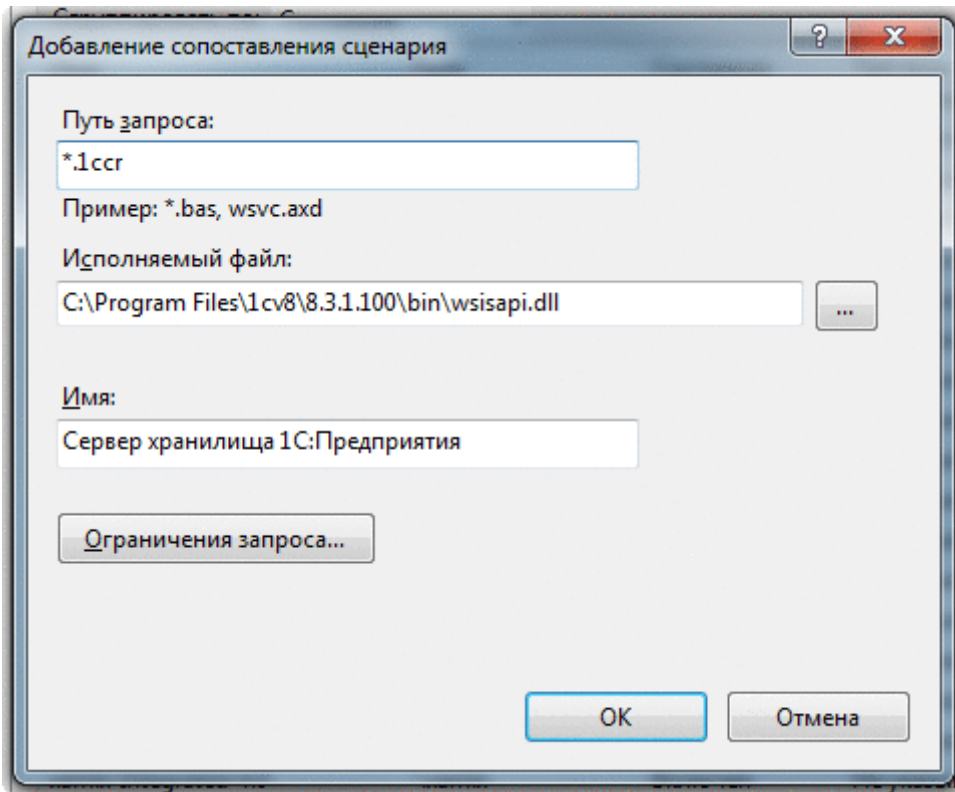 Добавление сопоставления сценария
Путь запроса:
*.1ccr
Пример: *.bas, wsvc.axd
Исполняемый файл:
C:\Program Files\1cv8\8.3.1.100\bin\wsisapi.dll
...
Имя:
Сервер хранилища 1С:Предприятия
Ограничения запроса...
ОК
Отмена